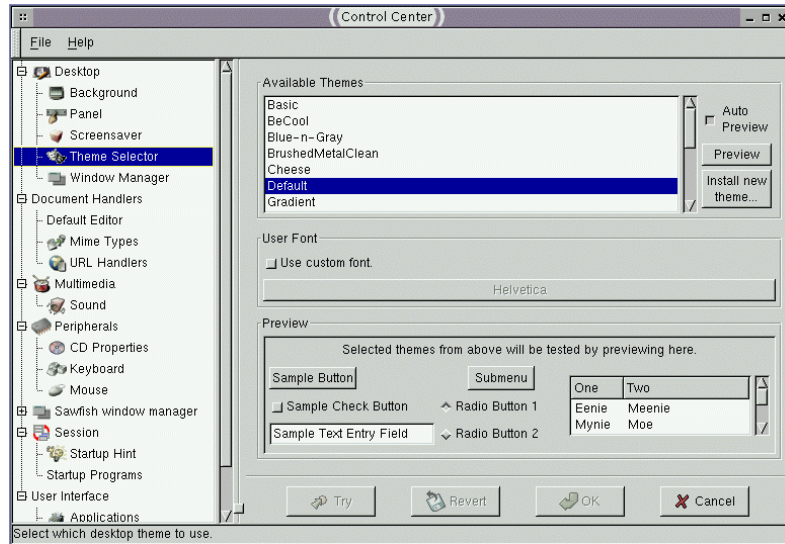 Control Center
File Help
Desktop
Background
Panel
Screensaver
Theme Selector
Window Manager
Document Handlers
Default Editor
Mime Types
URL Handlers
Multimedia
Sound
Peripherals
CD Properties
Keyboard
Mouse
Sawfish window manager
Session
Startup Hint
Startup Programs
User Interface
Applications
Available Themes
Basic
BeCool
Blue-n-Gray
BrushedMetalClean
Cheese
Default
Gradient
Auto
Preview
Preview
Install new
theme...
User Font
Use custom font.
Helvetica
Preview
Selected themes from above will be tested by previewing here.
Sample Button
Submenu
Sample Check Button
Radio Button 1
Sample Text Entry Field
Radio Button 2
One Two
Eenie Meenie
Mynie Moe
Try
Revert
OK
Cancel
Select which desktop theme to use.